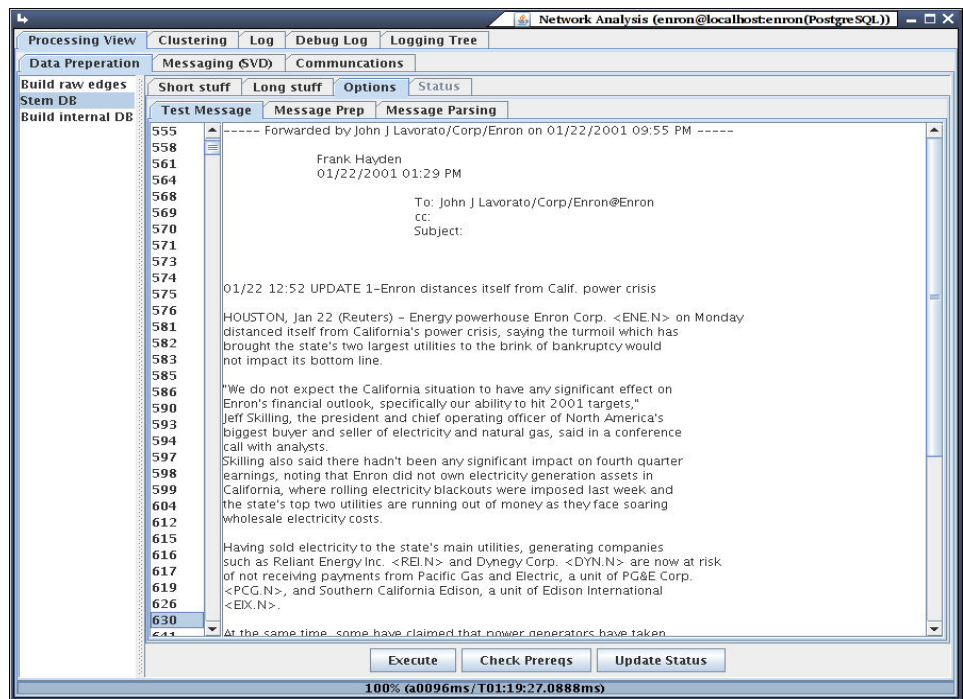 Network Analysis (enron@localhost:enron(PostgreSQL))
Processing View Clustering Log Debug Log Logging Tree
Data Preperation Messaging (SVD) Communcations
Build raw edges
Stem DB
Build internal DB
Short stuff Long stuff Options Status
Test Message Message Prep Message Parsing
555
558
561
564
568
569
570
571
573
574
575
576
581
582
583
585
586
590
593
594
597
598
599
604
612
615
616
617
619
626
630
641
----- Forwarded by John J Lavorato/Corp/Enron on 01/22/2001 09:55 PM -----
Frank Hayden
01/22/2001 01:29 PM
To: John J Lavorato/Corp/Enron@Enron
cc:
Subject:
01/22 12:52 UPDATE 1-Enron distances itself from Calif. power crisis
HOUSTON, Jan 22 (Reuters) - Energy powerhouse Enron Corp. <ENE.N> on Monday
distanced itself from California's power crisis, saying the turmoil which has
brought the state's two largest utilities to the brink of bankruptcy would
not impact its bottom line.
"We do not expect the California situation to have any significant effect on
Enron's financial outlook, specifically our ability to hit 2001 targets,"
Jeff Skilling, the president and chief operating officer of North America's
biggest buyer and seller of electricity and natural gas, said in a conference
call with analysts.
Skilling also said there hadn't been any significant impact on fourth quarter
earnings, noting that Enron did not own electricity generation assets in
California, where rolling electricity blackouts were imposed last week and
the state's top two utilities are running out of money as they face soaring
wholesale electricity costs.
Having sold electricity to the state's main utilities, generating companies
such as Reliant Energy Inc. <REI.N> and Dynegy Corp. <DYN.N> are now at risk
of not receiving payments from Pacific Gas and Electric, a unit of PG&E Corp.
<PCG.N>, and Southern California Edison, a unit of Edison International
<EIX.N>.
At the same time, some have claimed that power generators have taken
Execute Check Prereqs Update Status
100% (a0096ms/T01:19:27.0888ms)